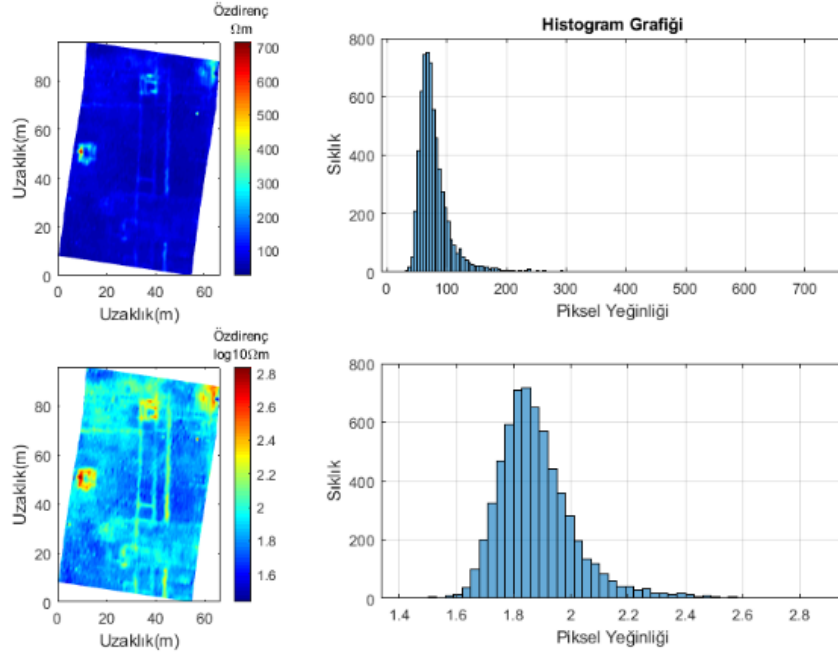 Özdirenç
Ωm
700
600
500
400
300
200
100
80
60
40
20
0
Uzaklık(m)
0 20 40 60
Uzaklık(m)
Histogram Grafiği
800
600
400
200
0
Sıklık
0 100 200 300 400 500 600 700
Piksel Yeğinliği
Özdirenç
log10Ωm
2.8
2.6
2.4
2.2
2
1.8
1.6
80
60
40
20
0
Uzaklık(m)
0 20 40 60
Uzaklık(m)
800
600
400
200
0
Sıklık
1.4 1.6 1.8 2 2.2 2.4 2.6 2.8
Piksel Yeğinliği